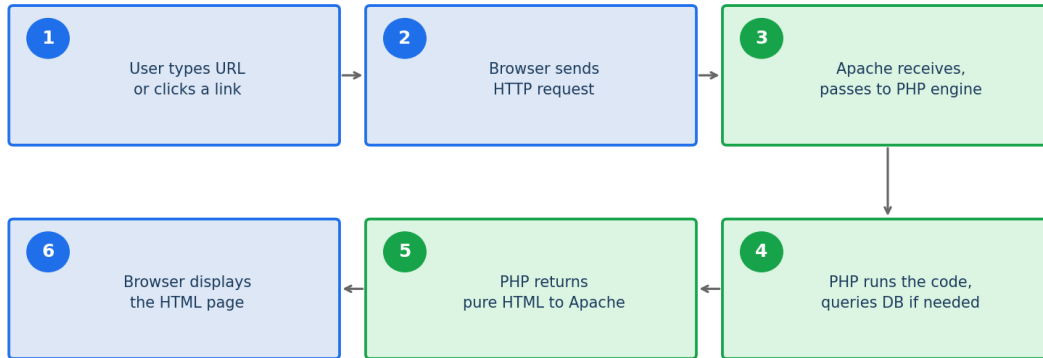 1
User types URL
or clicks a link
2
Browser sends
HTTP request
3
Apache receives,
passes to PHP engine
4
PHP runs the code,
queries DB if needed
5
PHP returns
pure HTML to Apache
6
Browser displays
the HTML page